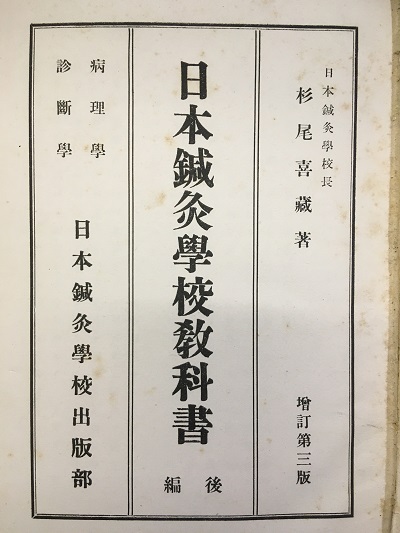 日本鍼灸學校長
杉尾喜藏著
增訂第三版
日本鍼灸學校教科書
後編
病理學
診斷學
日本鍼灸學校出版部